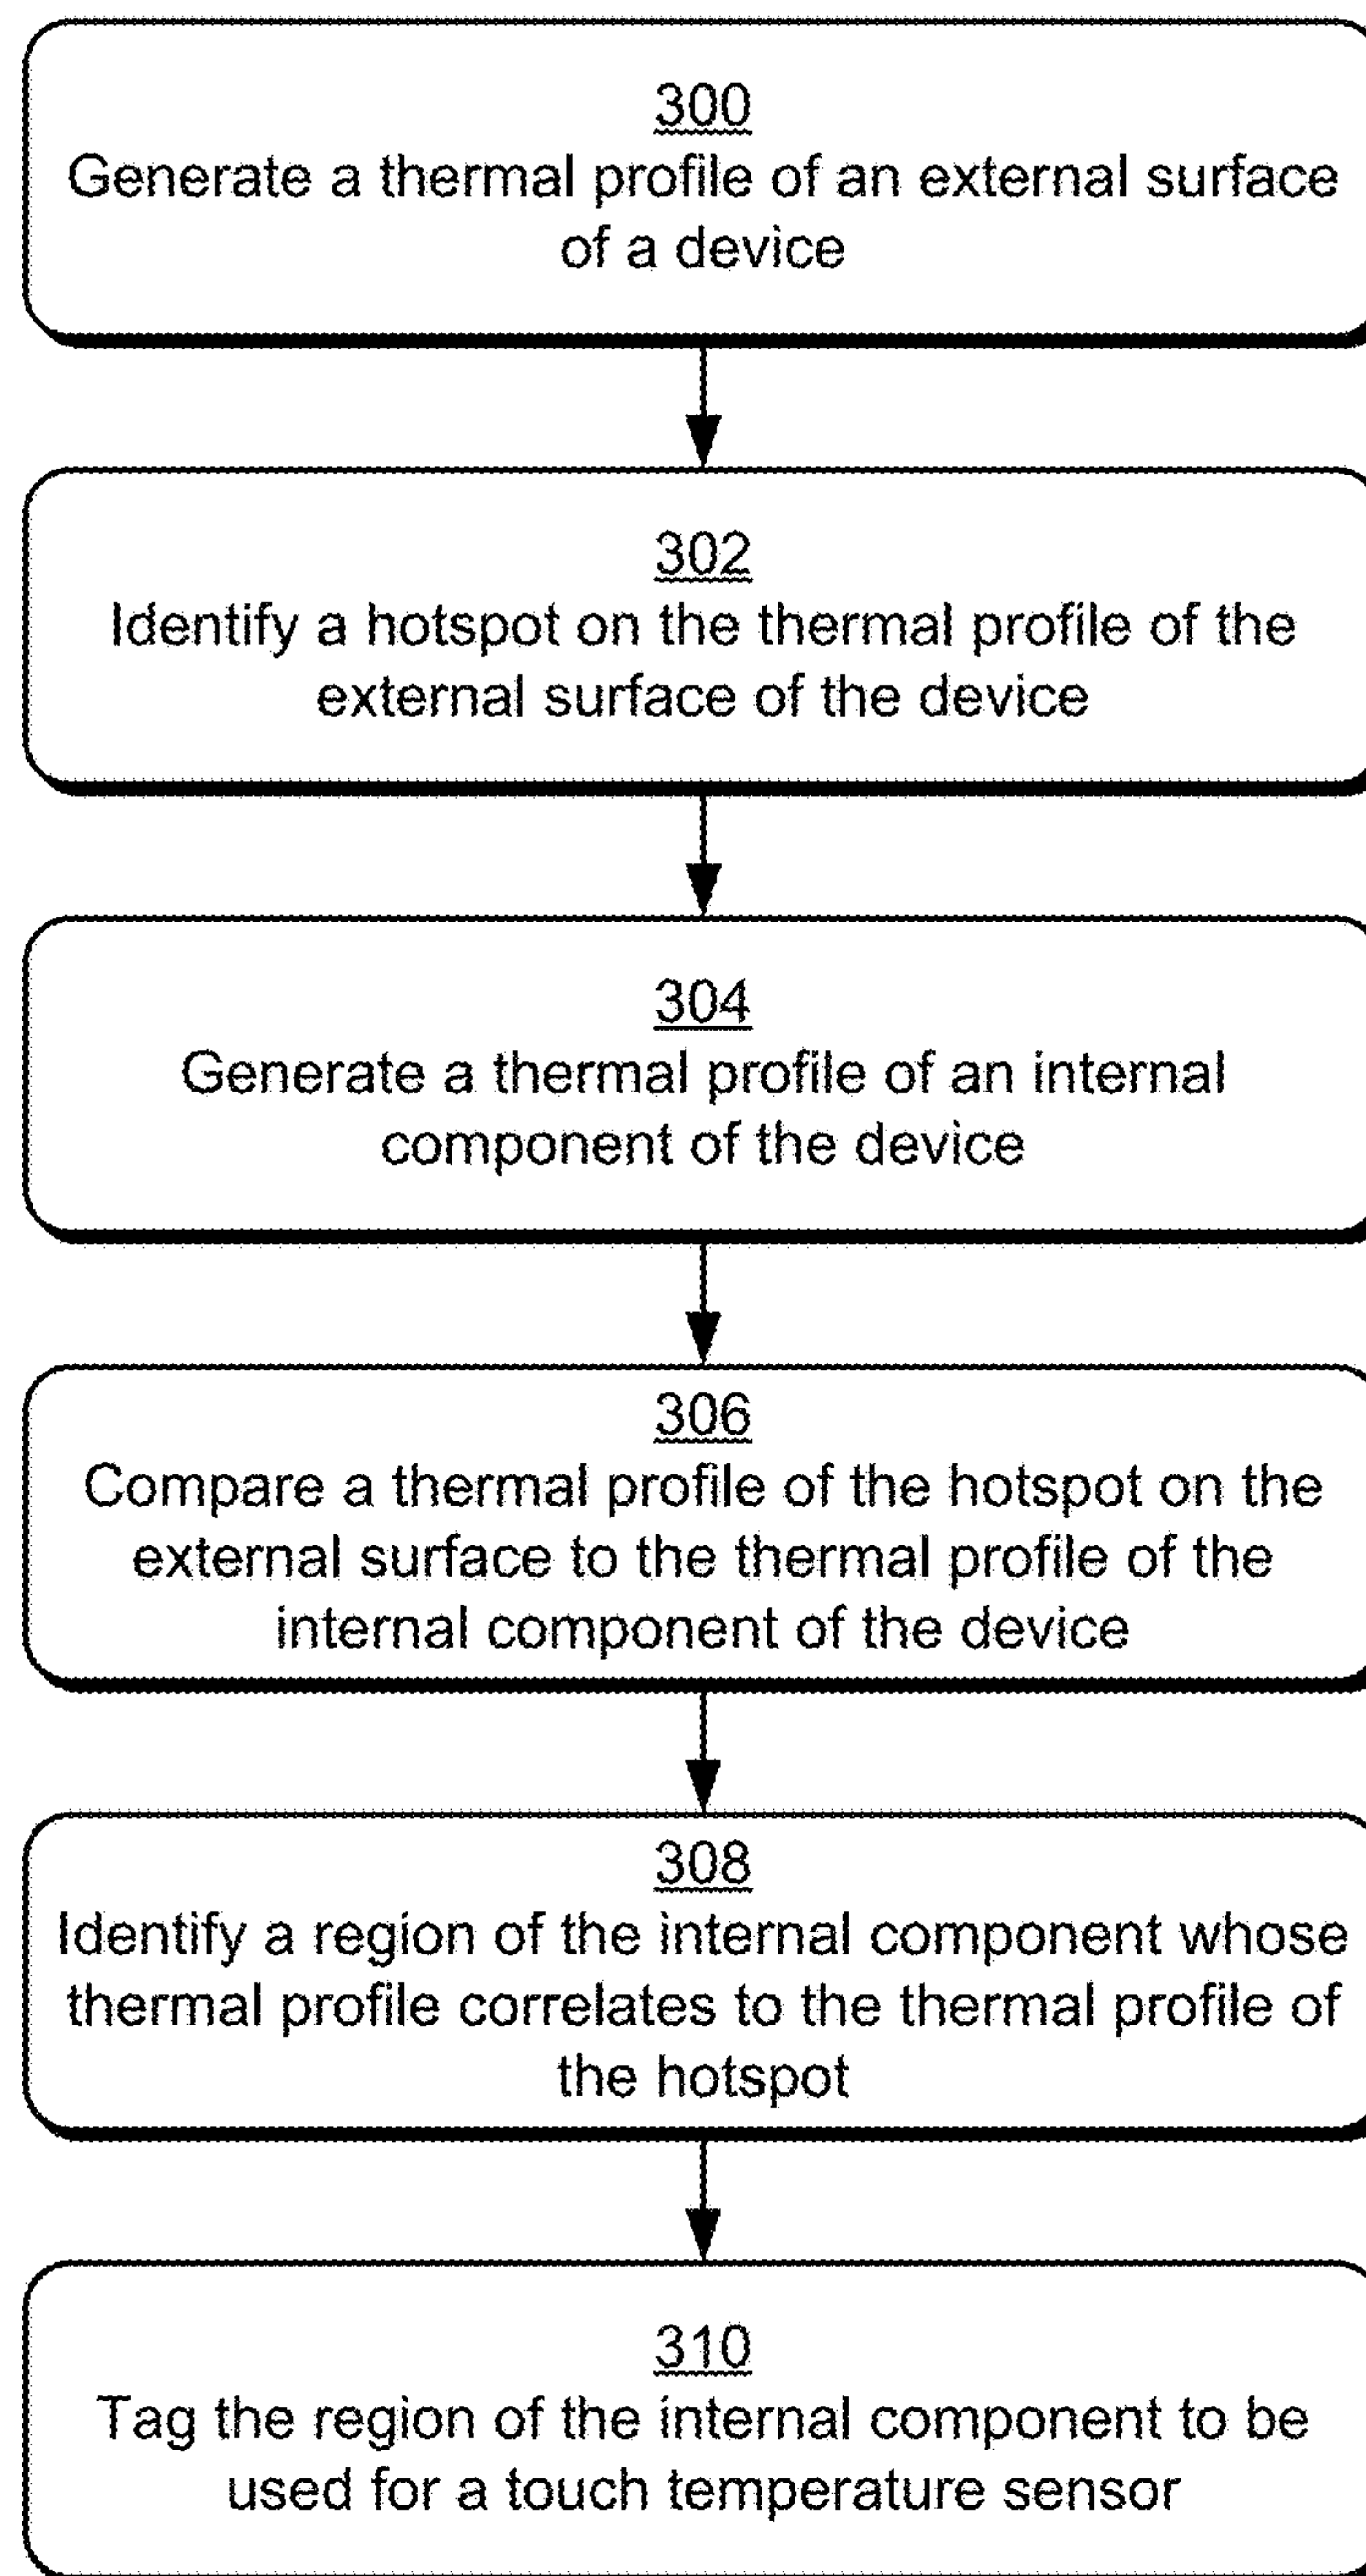 300
Generate a thermal profile of an external surface
of a device
302
Identify a hotspot on the thermal profile of the
external surface of the device
304
Generate a thermal profile of an internal
component of the device
306
Compare a thermal profile of the hotspot on the
external surface to the thermal profile of the
internal component of the device
308
Identify a region of the internal component whose
thermal profile correlates to the thermal profile of
the hotspot
310
Tag the region of the internal component to be
used for a touch temperature sensor